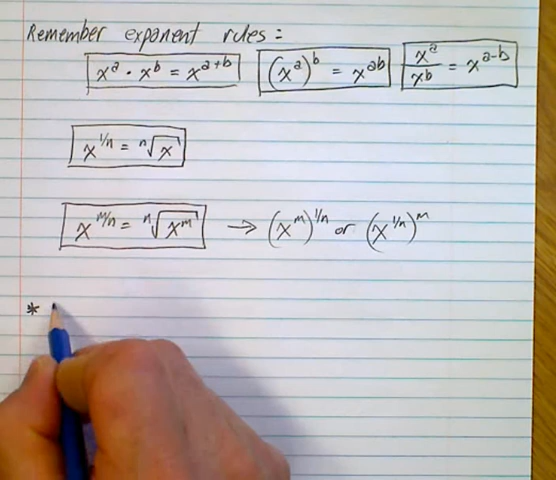 Remember exponent rules:
x^a · x^b = x^{a+b} (x^a)^b = x^{ab} x^a/x^b = x^{a-b}
x^{1/n} = ⁿ√x
x^{m/n} = ⁿ√(x^m) → (x^m)^{1/n} or (x^{1/n})^m
*